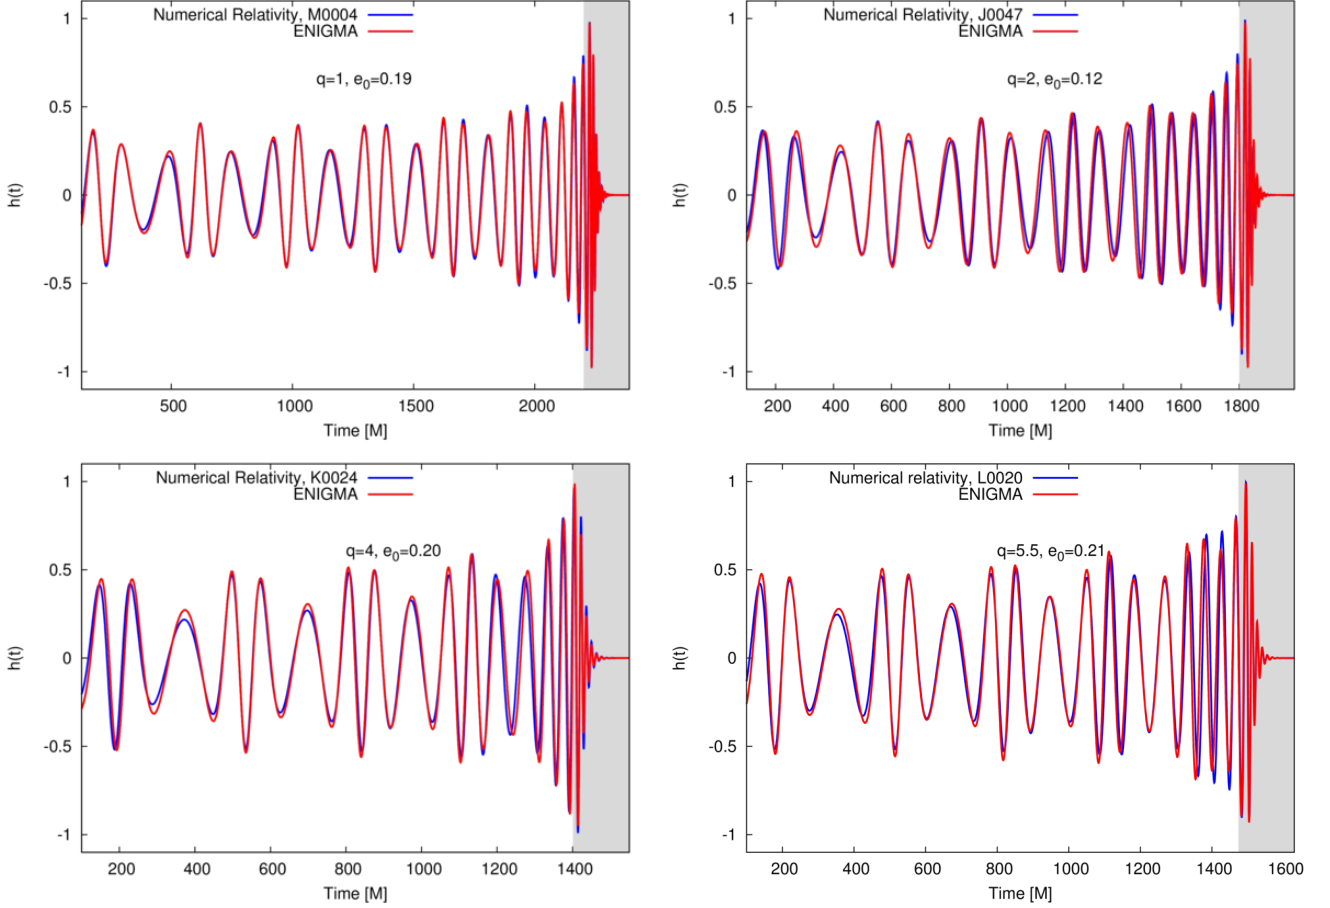 Numerical Relativity, M0004
ENIGMA
q=1, e0=0.19
h(t)
1
0.5
0
-0.5
-1
500
1000
1500
2000
Time [M]
Numerical Relativity, J0047
ENIGMA
q=2, e0=0.12
h(t)
1
0.5
0
-0.5
-1
200
400
600
800
1000
1200
1400
1600
1800
Time [M]
Numerical Relativity, K0024
ENIGMA
q=4, e0=0.20
h(t)
1
0.5
0
-0.5
-1
200
400
600
800
1000
1200
1400
Time [M]
Numerical relativity, L0020
ENIGMA
q=5.5, e0=0.21
h(t)
1
0.5
0
-0.5
-1
200
400
600
800
1000
1200
1400
1600
Time [M]